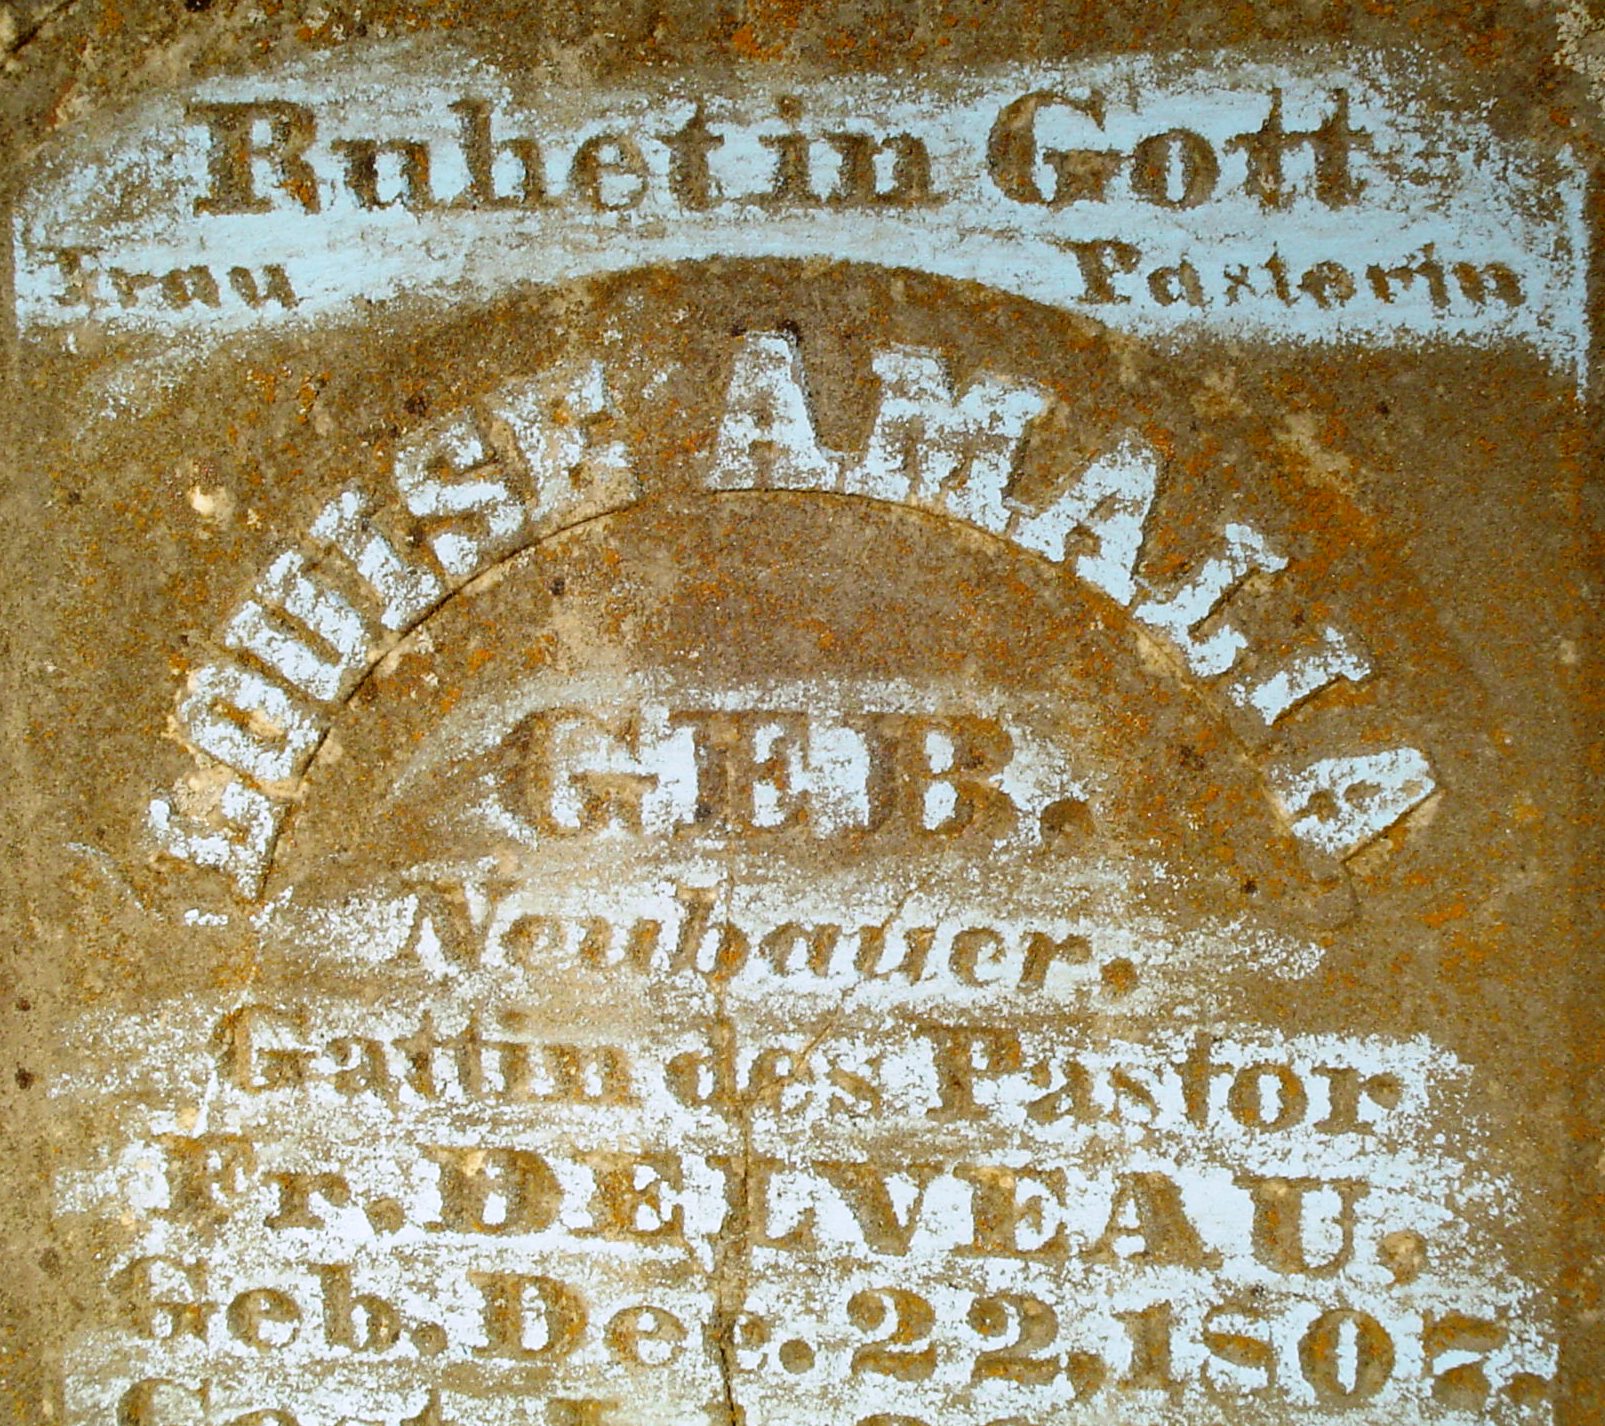 Ruhet in Gott
Frau Pastorin
LOUISE AMALIA
GEB.
Neubauer.
Gattin des Pastor
Fr. DELVEAU.
Geb. Dec. 22, 1807.